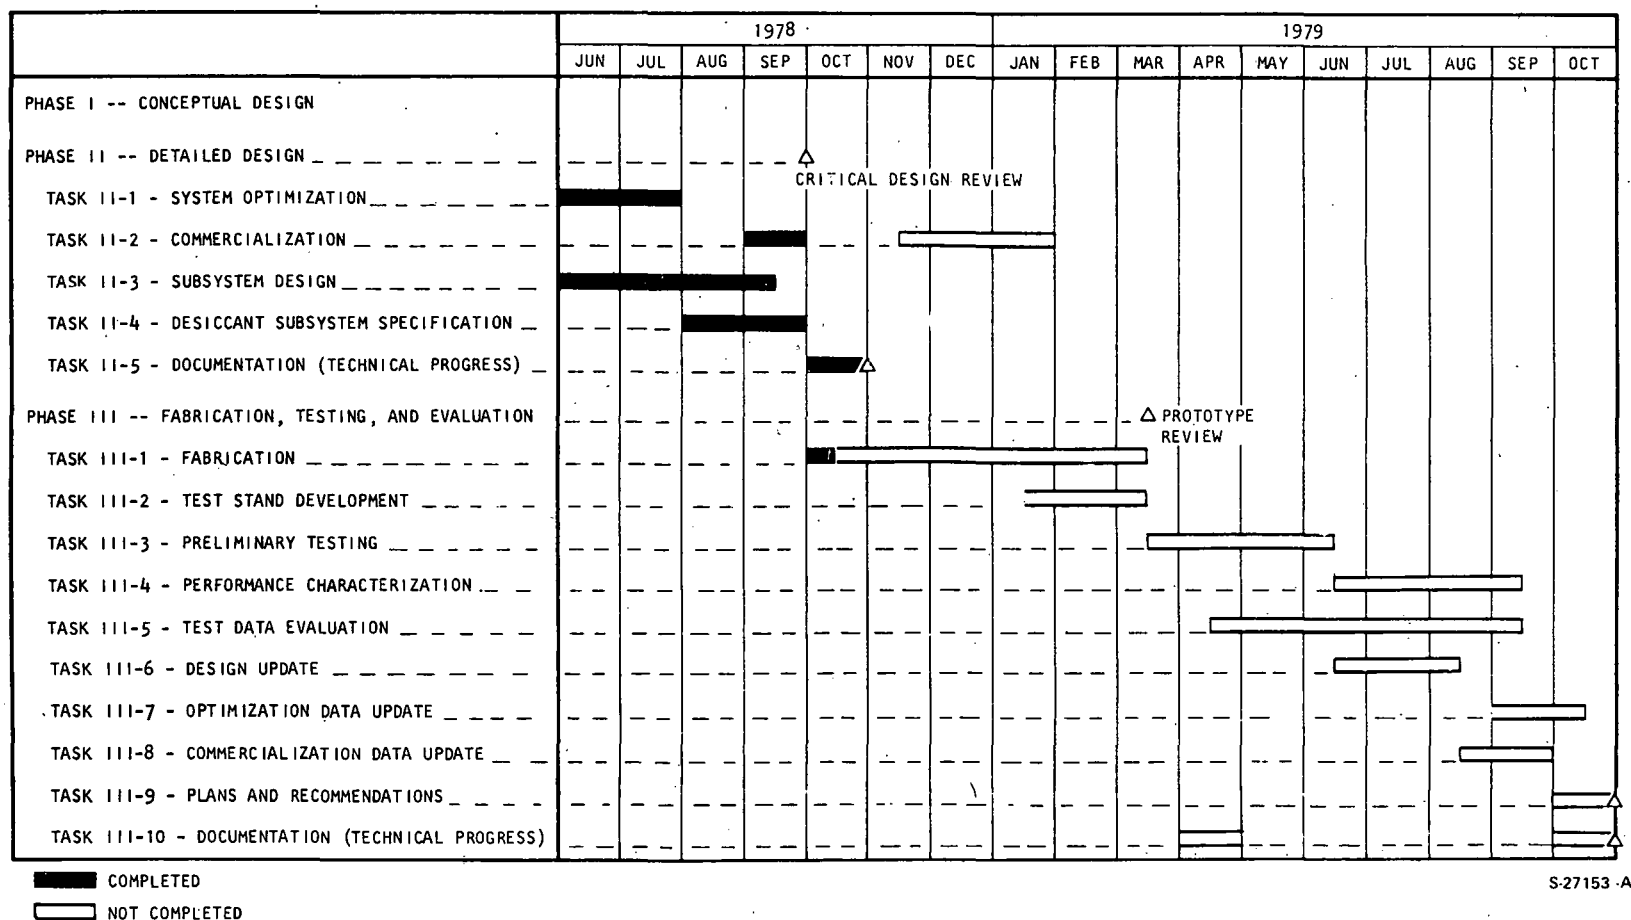 1978
1979
JUN JUL AUG SEP OCT NOV DEC JAN FEB MAR APR MAY JUN JUL AUG SEP OCT
PHASE I -- CONCEPTUAL DESIGN
PHASE II -- DETAILED DESIGN
CRITICAL DESIGN REVIEW
TASK II-1 - SYSTEM OPTIMIZATION
TASK II-2 - COMMERCIALIZATION
TASK II-3 - SUBSYSTEM DESIGN
TASK II-4 - DESICCANT SUBSYSTEM SPECIFICATION
TASK II-5 - DOCUMENTATION (TECHNICAL PROGRESS)
PHASE III -- FABRICATION, TESTING, AND EVALUATION
PROTOTYPE
REVIEW
TASK III-1 - FABRICATION
TASK III-2 - TEST STAND DEVELOPMENT
TASK III-3 - PRELIMINARY TESTING
TASK III-4 - PERFORMANCE CHARACTERIZATION
TASK III-5 - TEST DATA EVALUATION
TASK III-6 - DESIGN UPDATE
TASK III-7 - OPTIMIZATION DATA UPDATE
TASK III-8 - COMMERCIALIZATION DATA UPDATE
TASK III-9 - PLANS AND RECOMMENDATIONS
TASK III-10 - DOCUMENTATION (TECHNICAL PROGRESS)
COMPLETED
NOT COMPLETED
S-27153 -A